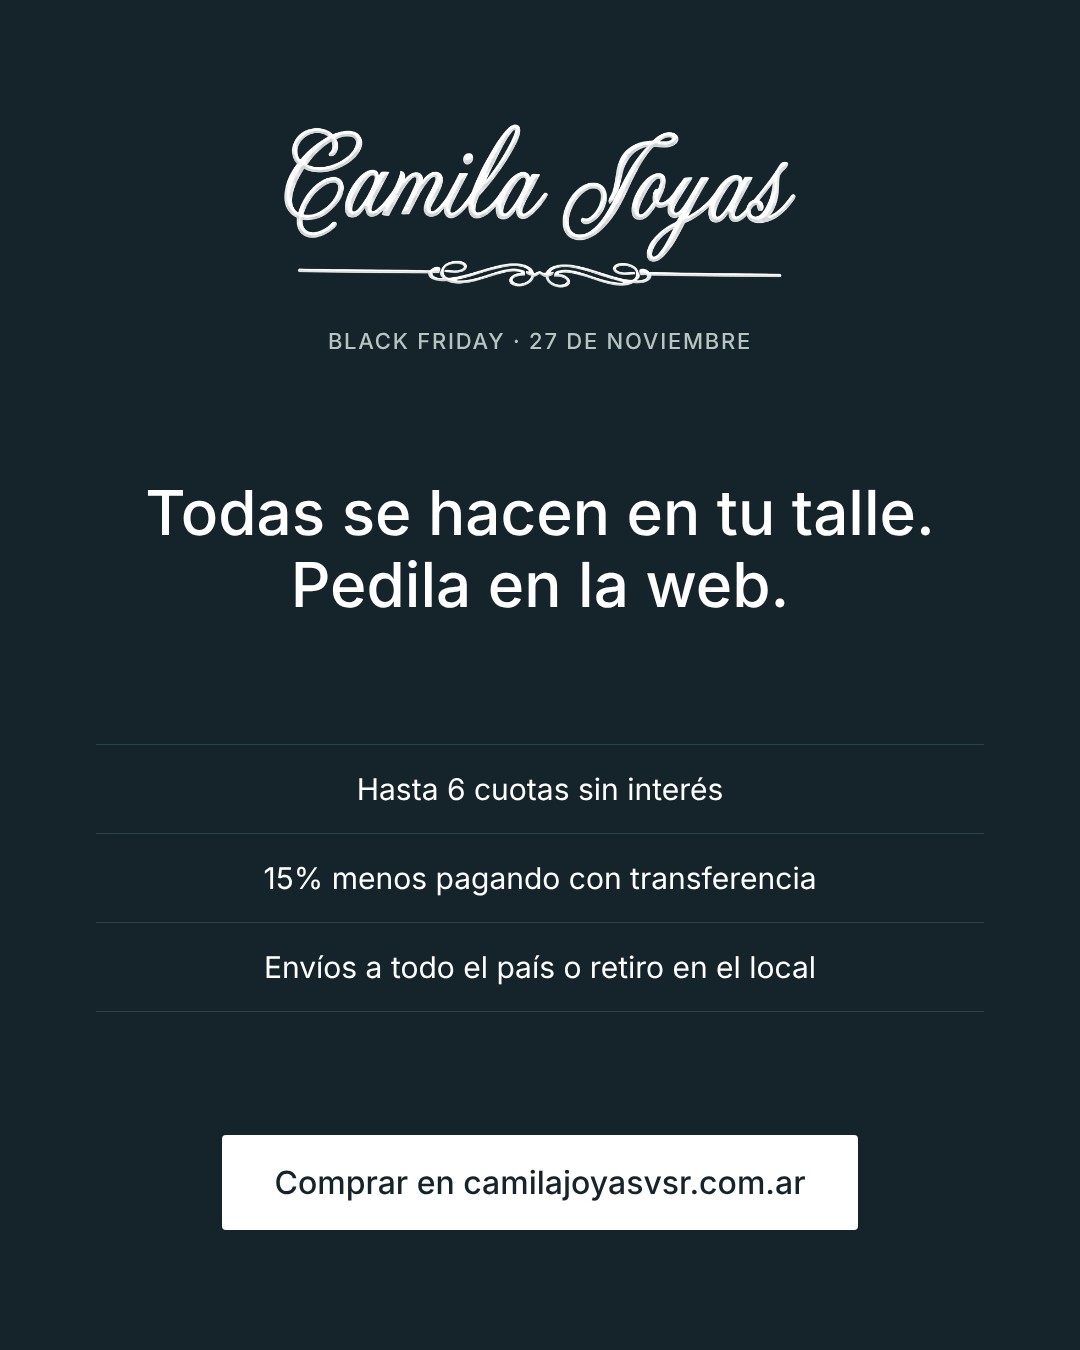 Camila Joyas
BLACK FRIDAY · 27 DE NOVIEMBRE
Todas se hacen en tu talle.
Pedila en la web.
Hasta 6 cuotas sin interés
15% menos pagando con transferencia
Envíos a todo el país o retiro en el local
Comprar en camilajoyasvsr.com.ar